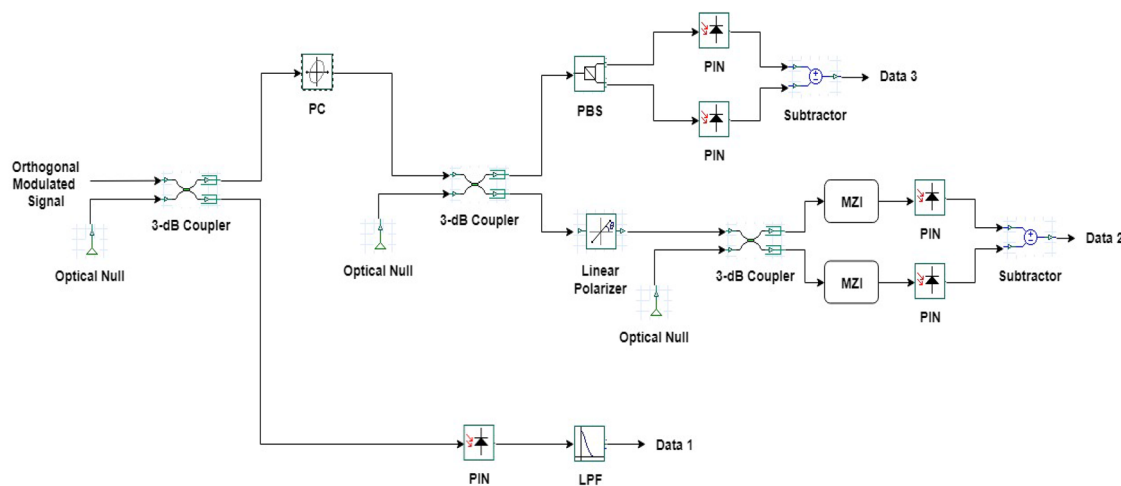 PC
PBS
PIN
PIN
Subtractor
Data 3
Orthogonal
Modulated
Signal
3-dB Coupler
Optical Null
3-dB Coupler
Optical Null
Linear
Polarizer
3-dB Coupler
Optical Null
MZI
MZI
PIN
PIN
Subtractor
Data 2
PIN
LPF
Data 1